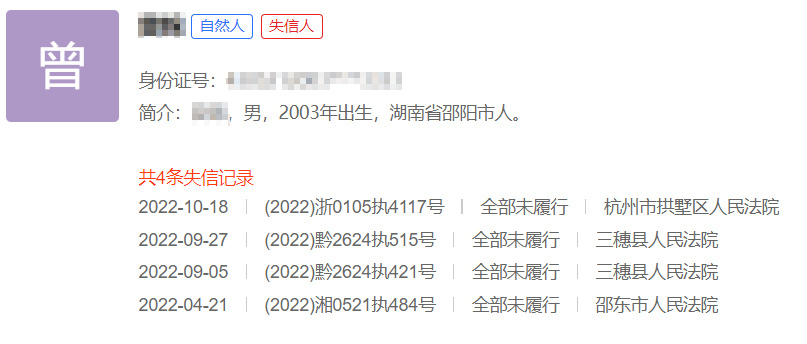 曾
自然人 失信人
身份证号：
简介： ，男，2003年出生，湖南省邵阳市人。
共4条失信记录
2022-10-18 | (2022)浙0105执4117号 | 全部未履行 | 杭州市拱墅区人民法院
2022-09-27 | (2022)黔2624执515号 | 全部未履行 | 三穗县人民法院
2022-09-05 | (2022)黔2624执421号 | 全部未履行 | 三穗县人民法院
2022-04-21 | (2022)湘0521执484号 | 全部未履行 | 邵东市人民法院